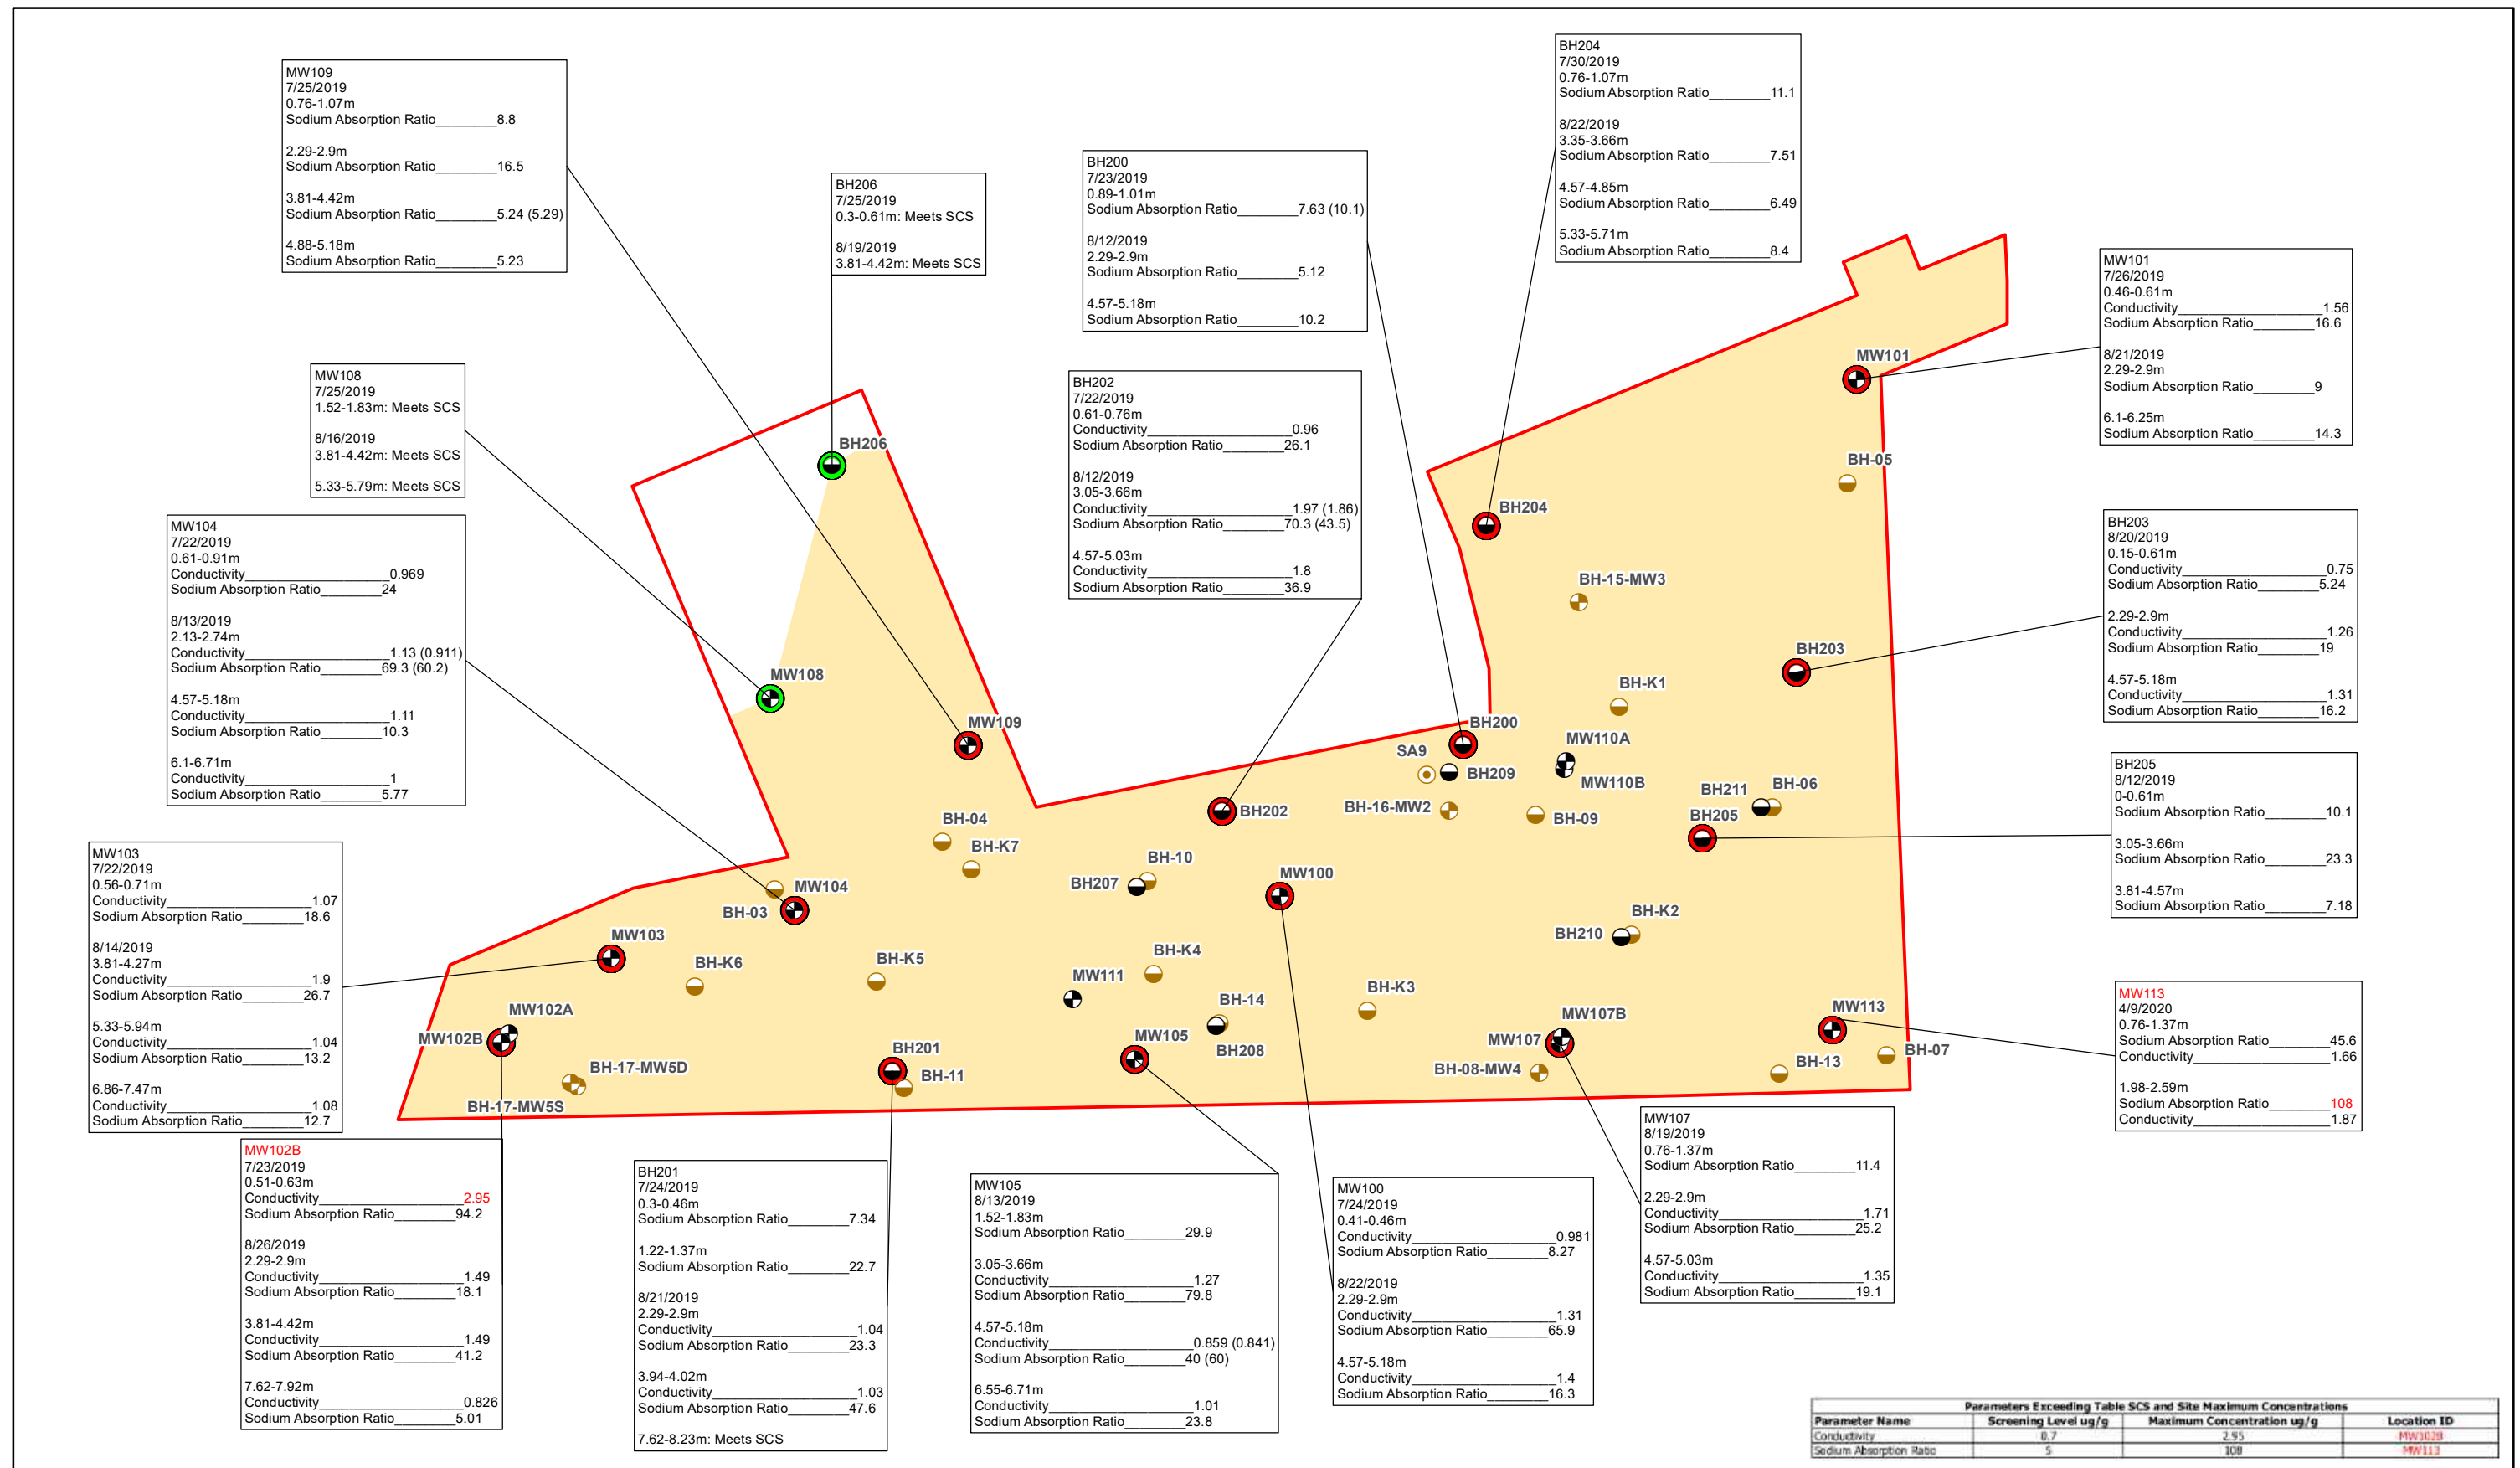 MW109
7/25/2019
0.76-1.07m
Sodium Absorption Ratio________8.8
2.29-2.9m
Sodium Absorption Ratio________16.5
3.81-4.42m
Sodium Absorption Ratio________5.24 (5.29)
4.88-5.18m
Sodium Absorption Ratio________5.23
BH206
7/25/2019
0.3-0.61m: Meets SCS
8/19/2019
3.81-4.42m: Meets SCS
BH200
7/23/2019
0.89-1.01m
Sodium Absorption Ratio________7.63 (10.1)
8/12/2019
2.29-2.9m
Sodium Absorption Ratio________5.12
4.57-5.18m
Sodium Absorption Ratio________10.2
BH204
7/30/2019
0.76-1.07m
Sodium Absorption Ratio________11.1
8/22/2019
3.35-3.66m
Sodium Absorption Ratio________7.51
4.57-4.85m
Sodium Absorption Ratio________6.49
5.33-5.71m
Sodium Absorption Ratio________8.4
MW101
7/26/2019
0.46-0.61m
Conductivity___________________1.56
Sodium Absorption Ratio________16.6
8/21/2019
2.29-2.9m
Sodium Absorption Ratio________9
6.1-6.25m
Sodium Absorption Ratio________14.3
MW108
7/25/2019
1.52-1.83m: Meets SCS
8/16/2019
3.81-4.42m: Meets SCS
5.33-5.79m: Meets SCS
BH202
7/22/2019
0.61-0.76m
Conductivity___________________0.96
Sodium Absorption Ratio________26.1
8/12/2019
3.05-3.66m
Conductivity___________________1.97 (1.86)
Sodium Absorption Ratio________70.3 (43.5)
4.57-5.03m
Conductivity___________________1.8
Sodium Absorption Ratio________36.9
MW104
7/22/2019
0.61-0.91m
Conductivity___________________0.969
Sodium Absorption Ratio________24
8/13/2019
2.13-2.74m
Conductivity___________________1.13 (0.911)
Sodium Absorption Ratio________69.3 (60.2)
4.57-5.18m
Conductivity___________________1.11
Sodium Absorption Ratio________10.3
6.1-6.71m
Conductivity___________________1
Sodium Absorption Ratio________5.77
BH203
8/20/2019
0.15-0.61m
Conductivity___________________0.75
Sodium Absorption Ratio________5.24
2.29-2.9m
Conductivity___________________1.26
Sodium Absorption Ratio________19
4.57-5.18m
Conductivity___________________1.31
Sodium Absorption Ratio________16.2
BH205
8/12/2019
0-0.61m
Sodium Absorption Ratio________10.1
3.05-3.66m
Sodium Absorption Ratio________23.3
3.81-4.57m
Sodium Absorption Ratio________7.18
MW103
7/22/2019
0.56-0.71m
Conductivity___________________1.07
Sodium Absorption Ratio________18.6
8/14/2019
3.81-4.27m
Conductivity___________________1.9
Sodium Absorption Ratio________26.7
5.33-5.94m
Conductivity___________________1.04
Sodium Absorption Ratio________13.2
6.86-7.47m
Conductivity___________________1.08
Sodium Absorption Ratio________12.7
MW101
BH-05
BH206
BH204
BH-15-MW3
BH203
MW108
BH-K1
MW109
BH200
MW110A
SA9
BH209
MW110B
BH211
BH-06
BH-16-MW2
BH202
BH-09
BH205
BH-04
BH-K7
BH-10
BH207
MW100
MW104
BH-03
BH-K2
BH210
MW103
BH-K6
BH-K5
BH-K4
MW111
BH-K3
BH-14
MW102A
MW102B
MW107B
MW107
MW113
MW105
BH208
BH201
BH-07
BH-17-MW5D
BH-11
BH-08-MW4
BH-13
BH-17-MW5S
MW113
4/9/2020
0.76-1.37m
Sodium Absorption Ratio________45.6
Conductivity___________________1.66
1.98-2.59m
Sodium Absorption Ratio________108
Conductivity___________________1.87
MW102B
7/23/2019
0.51-0.63m
Conductivity___________________2.95
Sodium Absorption Ratio________94.2
8/26/2019
2.29-2.9m
Conductivity___________________1.49
Sodium Absorption Ratio________18.1
3.81-4.42m
Conductivity___________________1.49
Sodium Absorption Ratio________41.2
7.62-7.92m
Conductivity___________________0.826
Sodium Absorption Ratio________5.01
BH201
7/24/2019
0.3-0.46m
Sodium Absorption Ratio________7.34
1.22-1.37m
Sodium Absorption Ratio________22.7
8/21/2019
2.29-2.9m
Conductivity___________________1.04
Sodium Absorption Ratio________23.3
3.94-4.02m
Conductivity___________________1.03
Sodium Absorption Ratio________47.6
7.62-8.23m: Meets SCS
MW105
8/13/2019
1.52-1.83m
Sodium Absorption Ratio________29.9
3.05-3.66m
Conductivity___________________1.27
Sodium Absorption Ratio________79.8
4.57-5.18m
Conductivity___________________0.859 (0.841)
Sodium Absorption Ratio________40 (60)
6.55-6.71m
Conductivity___________________1.01
Sodium Absorption Ratio________23.8
MW100
7/24/2019
0.41-0.46m
Conductivity___________________0.981
Sodium Absorption Ratio________8.27
8/22/2019
2.29-2.9m
Conductivity___________________1.31
Sodium Absorption Ratio________65.9
4.57-5.18m
Conductivity___________________1.4
Sodium Absorption Ratio________16.3
MW107
8/19/2019
0.76-1.37m
Sodium Absorption Ratio________11.4
2.29-2.9m
Conductivity___________________1.71
Sodium Absorption Ratio________25.2
4.57-5.03m
Conductivity___________________1.35
Sodium Absorption Ratio________19.1
Parameters Exceeding Table SCS and Site Maximum Concentrations
Parameter Name Screening Level ug/g Maximum Concentration ug/g Location ID
Conductivity 0.7 2.95 MW102B
Sodium Absorption Ratio 5 108 MW113